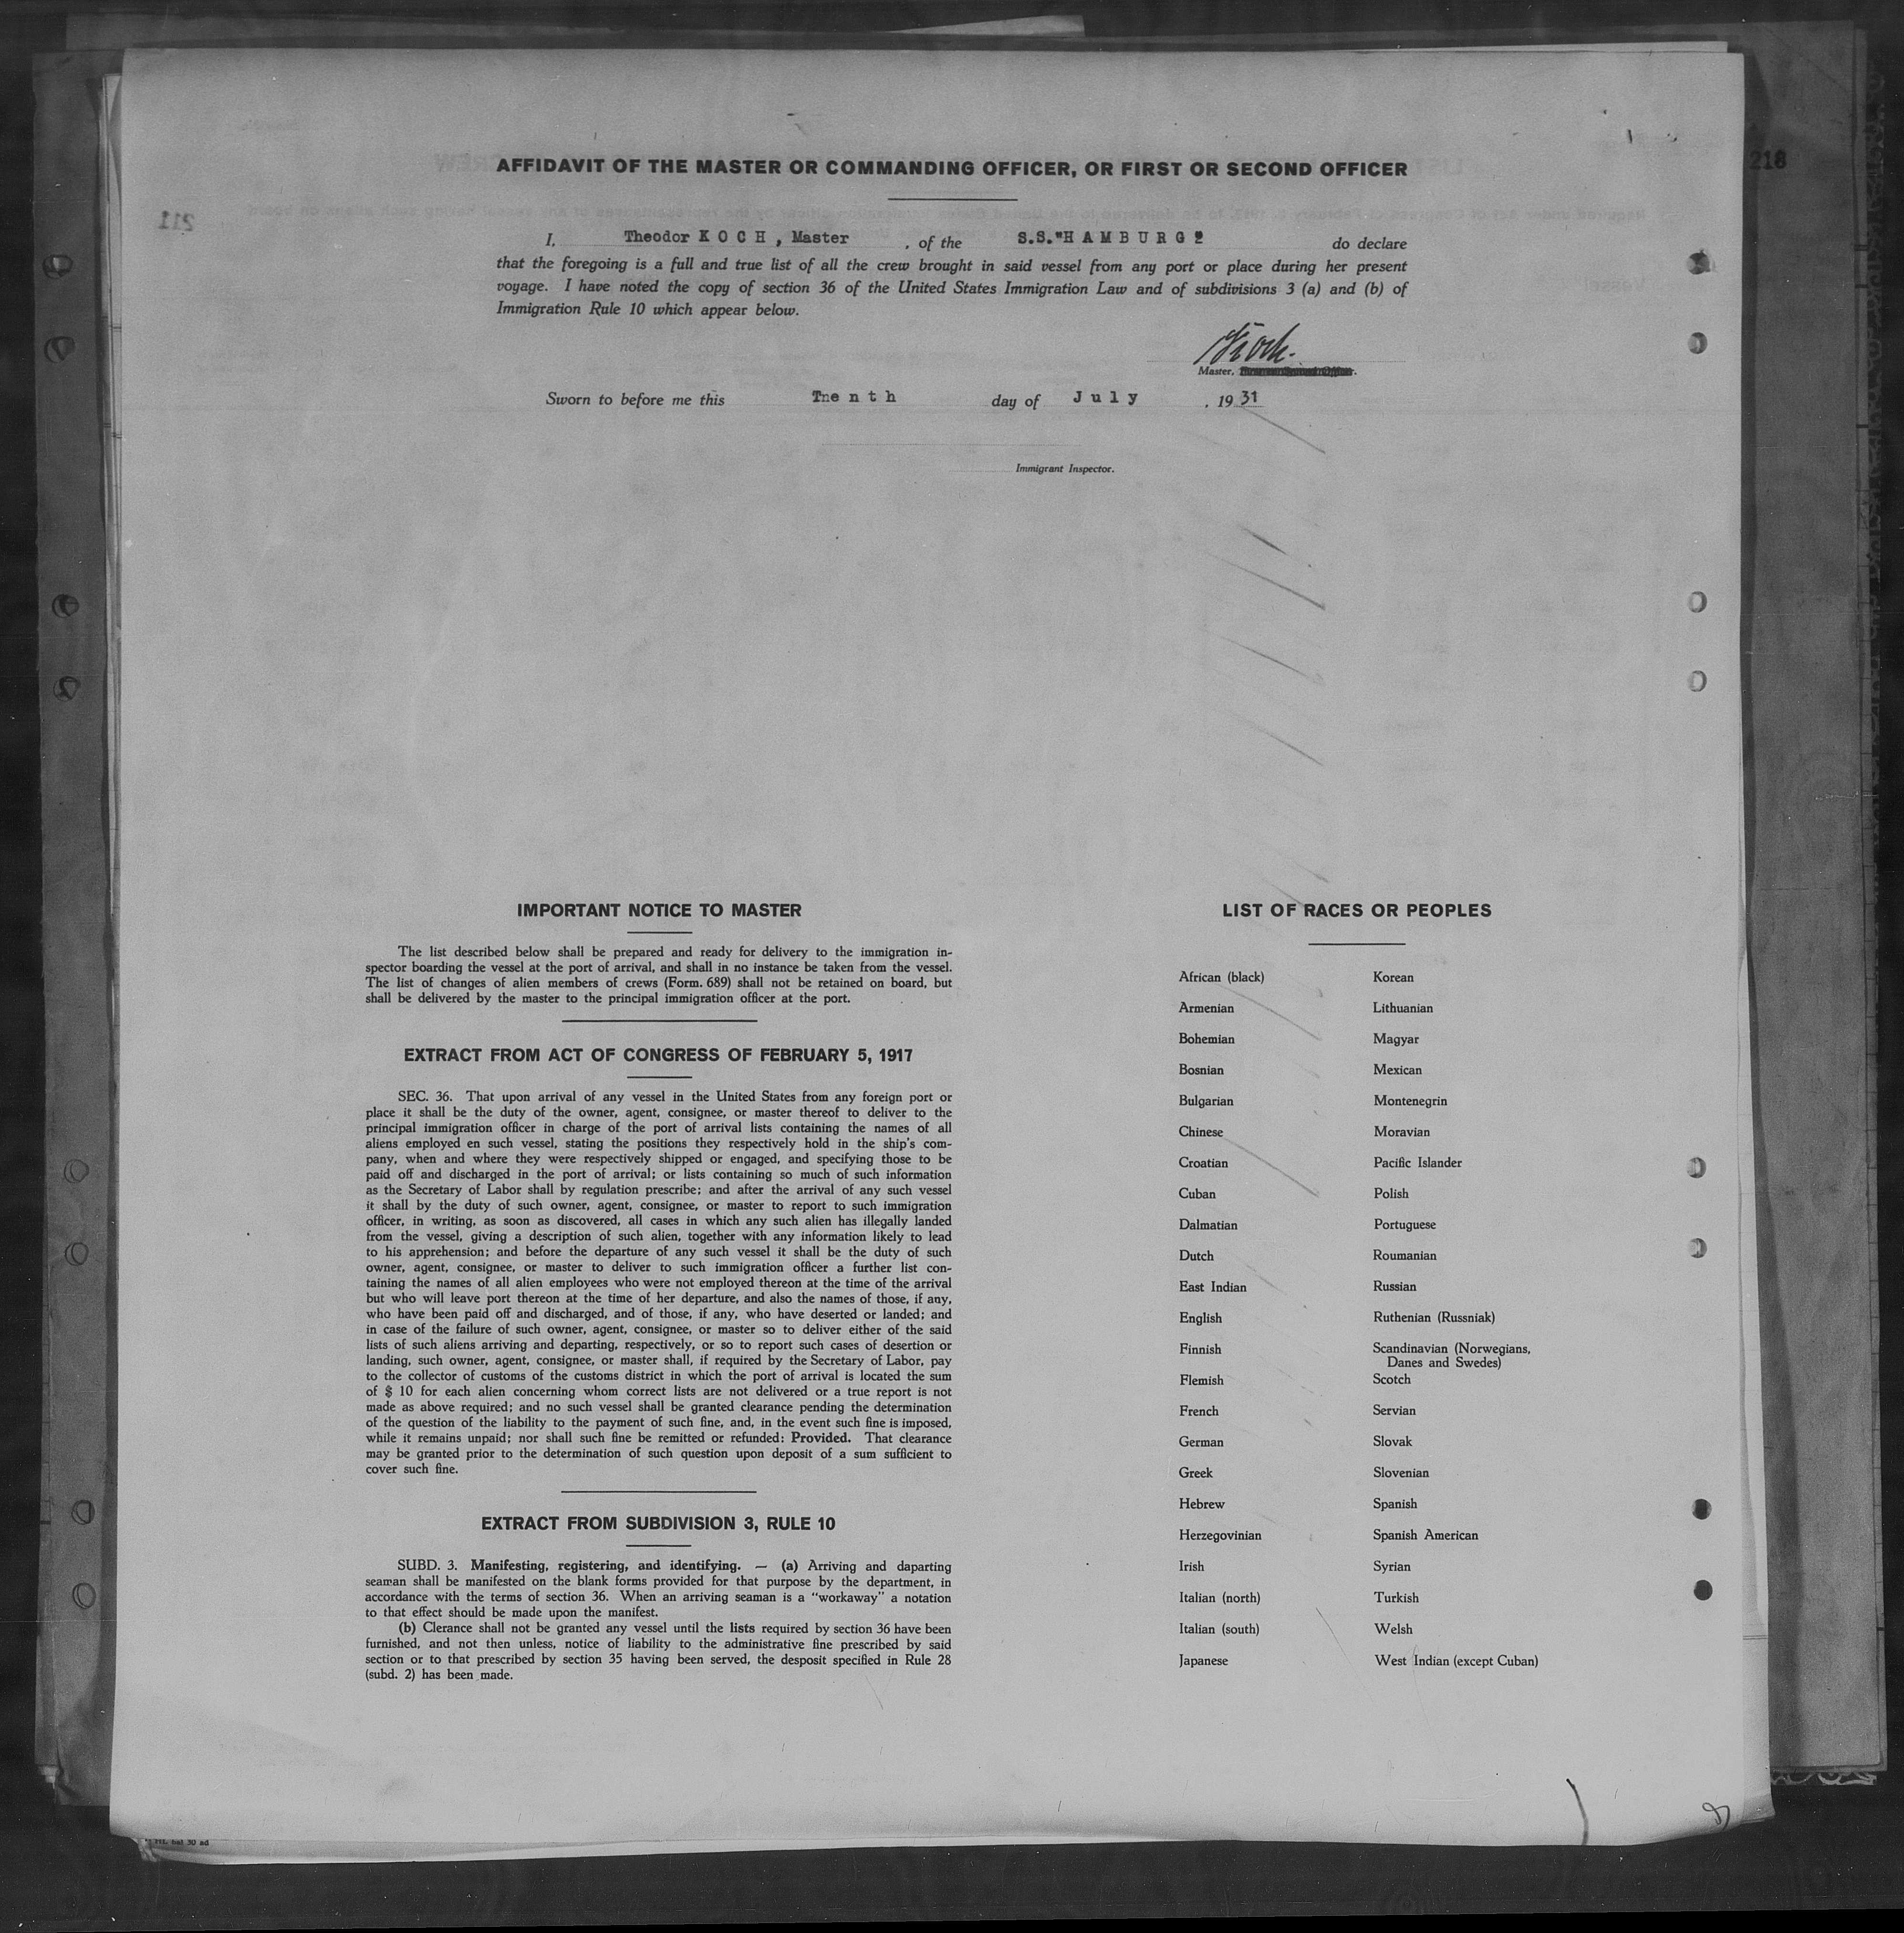 218
AFFIDAVIT OF THE MASTER OR COMMANDING OFFICER, OR FIRST OR SECOND OFFICER
211
I, Theodor K O C H , Master , of the S.S."H A M B U R G" do declare
that the foregoing is a full and true list of all the crew brought in said vessel from any port or place during her present
voyage. I have noted the copy of section 36 of the United States Immigration Law and of subdivisions 3 (a) and (b) of
Immigration Rule 10 which appear below.
Koch.
Master,
Sworn to before me this Tenth day of July , 19 31
Immigrant Inspector.
IMPORTANT NOTICE TO MASTER
The list described below shall be prepared and ready for delivery to the immigration in-
spector boarding the vessel at the port of arrival, and shall in no instance be taken from the vessel.
The list of changes of alien members of crews (Form. 689) shall not be retained on board, but
shall be delivered by the master to the principal immigration officer at the port.
EXTRACT FROM ACT OF CONGRESS OF FEBRUARY 5, 1917
SEC. 36. That upon arrival of any vessel in the United States from any foreign port or
place it shall be the duty of the owner, agent, consignee, or master thereof to deliver to the
principal immigration officer in charge of the port of arrival lists containing the names of all
aliens employed en such vessel, stating the positions they respectively hold in the ship's com-
pany, when and where they were respectively shipped or engaged, and specifying those to be
paid off and discharged in the port of arrival; or lists containing so much of such information
as the Secretary of Labor shall by regulation prescribe; and after the arrival of any such vessel
it shall by the duty of such owner, agent, consignee, or master to report to such immigration
officer, in writing, as soon as discovered, all cases in which any such alien has illegally landed
from the vessel, giving a description of such alien, together with any information likely to lead
to his apprehension; and before the departure of any such vessel it shall be the duty of such
owner, agent, consignee, or master to deliver to such immigration officer a further list con-
taining the names of all alien employees who were not employed thereon at the time of the arrival
but who will leave port thereon at the time of her departure, and also the names of those, if any,
who have been paid off and discharged, and of those, if any, who have deserted or landed; and
in case of the failure of such owner, agent, consignee, or master so to deliver either of the said
lists of such aliens arriving and departing, respectively, or so to report such cases of desertion or
landing, such owner, agent, consignee, or master shall, if required by the Secretary of Labor, pay
to the collector of customs of the customs district in which the port of arrival is located the sum
of $ 10 for each alien concerning whom correct lists are not delivered or a true report is not
made as above required; and no such vessel shall be granted clearance pending the determination
of the question of the liability to the payment of such fine, and, in the event such fine is imposed,
while it remains unpaid; nor shall such fine be remitted or refunded: Provided. That clearance
may be granted prior to the determination of such question upon deposit of a sum sufficient to
cover such fine.
EXTRACT FROM SUBDIVISION 3, RULE 10
SUBD. 3. Manifesting, registering, and identifying. — (a) Arriving and daparting
seaman shall be manifested on the blank forms provided for that purpose by the department, in
accordance with the terms of section 36. When an arriving seaman is a "workaway" a notation
to that effect should be made upon the manifest.
(b) Clerance shall not be granted any vessel until the lists required by section 36 have been
furnished, and not then unless, notice of liability to the administrative fine prescribed by said
section or to that prescribed by section 35 having been served, the desposit specified in Rule 28
(subd. 2) has been made.
LIST OF RACES OR PEOPLES
African (black) Korean
Armenian Lithuanian
Bohemian Magyar
Bosnian Mexican
Bulgarian Montenegrin
Chinese Moravian
Croatian Pacific Islander
Cuban Polish
Dalmatian Portuguese
Dutch Roumanian
East Indian Russian
English Ruthenian (Russniak)
Finnish Scandinavian (Norwegians,
Danes and Swedes)
Flemish Scotch
French Servian
German Slovak
Greek Slovenian
Hebrew Spanish
Herzegovinian Spanish American
Irish Syrian
Italian (north) Turkish
Italian (south) Welsh
Japanese West Indian (except Cuban)